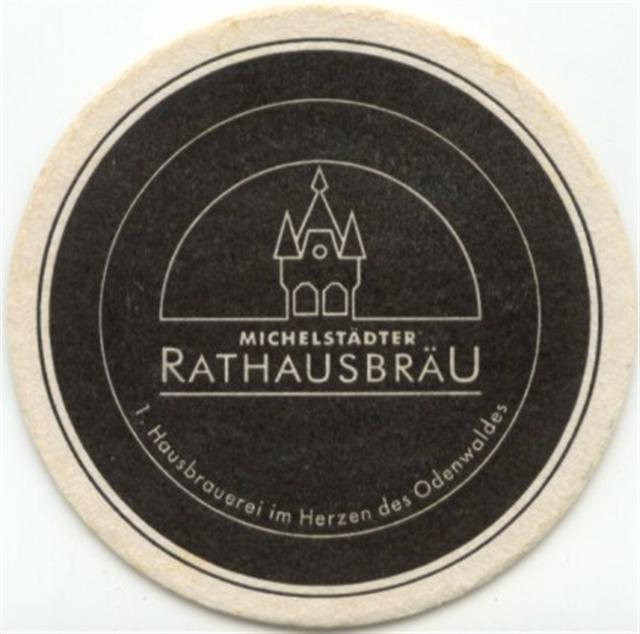 MICHELSTÄDTER
RATHAUSBRÄU
1. Hausbrauerei im Herzen des Odenwaldes